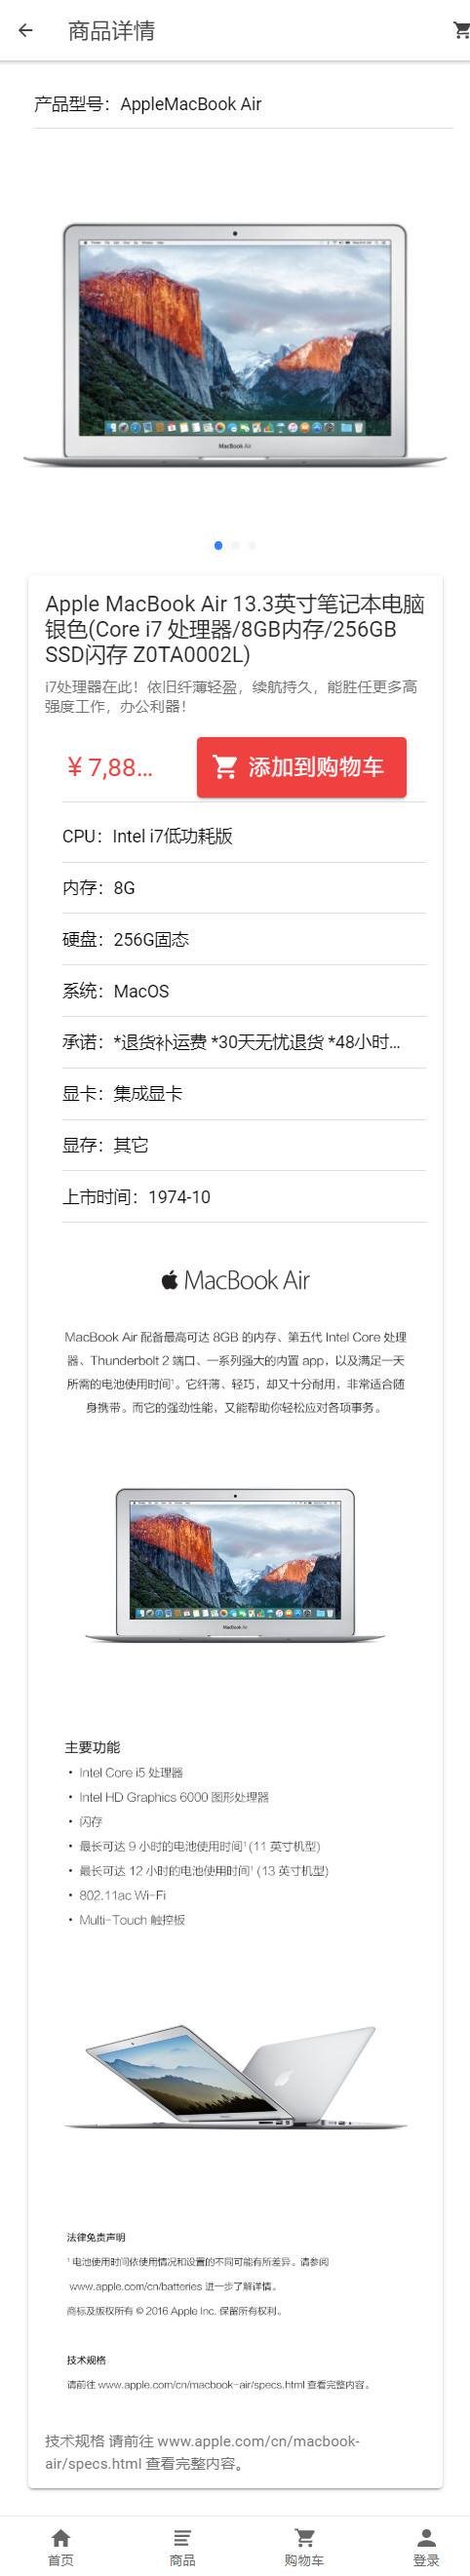 商品详情
产品型号：AppleMacBook Air
MacBook Air
Apple MacBook Air 13.3英寸笔记本电脑
银色(Core i7 处理器/8GB内存/256GB
SSD闪存 Z0TA0002L)
i7处理器在此！依旧纤薄轻盈，续航持久，能胜任更多高
强度工作，办公利器！
¥ 7,88...
添加到购物车
CPU：Intel i7低功耗版
内存：8G
硬盘：256G固态
系统：MacOS
承诺：*退货补运费 *30天无忧退货 *48小时...
显卡：集成显卡
显存：其它
上市时间：1974-10
MacBook Air
MacBook Air 配备最高可达 8GB 的内存、第五代 Intel Core 处理
器、Thunderbolt 2 端口、一系列强大的内置 app，以及满足一天
所需的电池使用时间¹。它纤薄、轻巧，却又十分耐用，非常适合随
身携带。而它的强劲性能，又能帮助你轻松应对各项事务。
MacBook Air
主要功能
• Intel Core i5 处理器
• Intel HD Graphics 6000 图形处理器
• 闪存
• 最长可达 9 小时的电池使用时间¹ (11 英寸机型)
• 最长可达 12 小时的电池使用时间¹ (13 英寸机型)
• 802.11ac Wi-Fi
• Multi-Touch 触控板
法律免责声明
¹ 电池使用时间依使用情况和设置的不同可能有所差异。请参阅
www.apple.com/cn/batteries 进一步了解详情。
商标及版权所有 © 2016 Apple Inc. 保留所有权利。
技术规格
请前往 www.apple.com/cn/macbook-air/specs.html 查看完整内容。
技术规格 请前往 www.apple.com/cn/macbook-
air/specs.html 查看完整内容。
首页
商品
购物车
登录